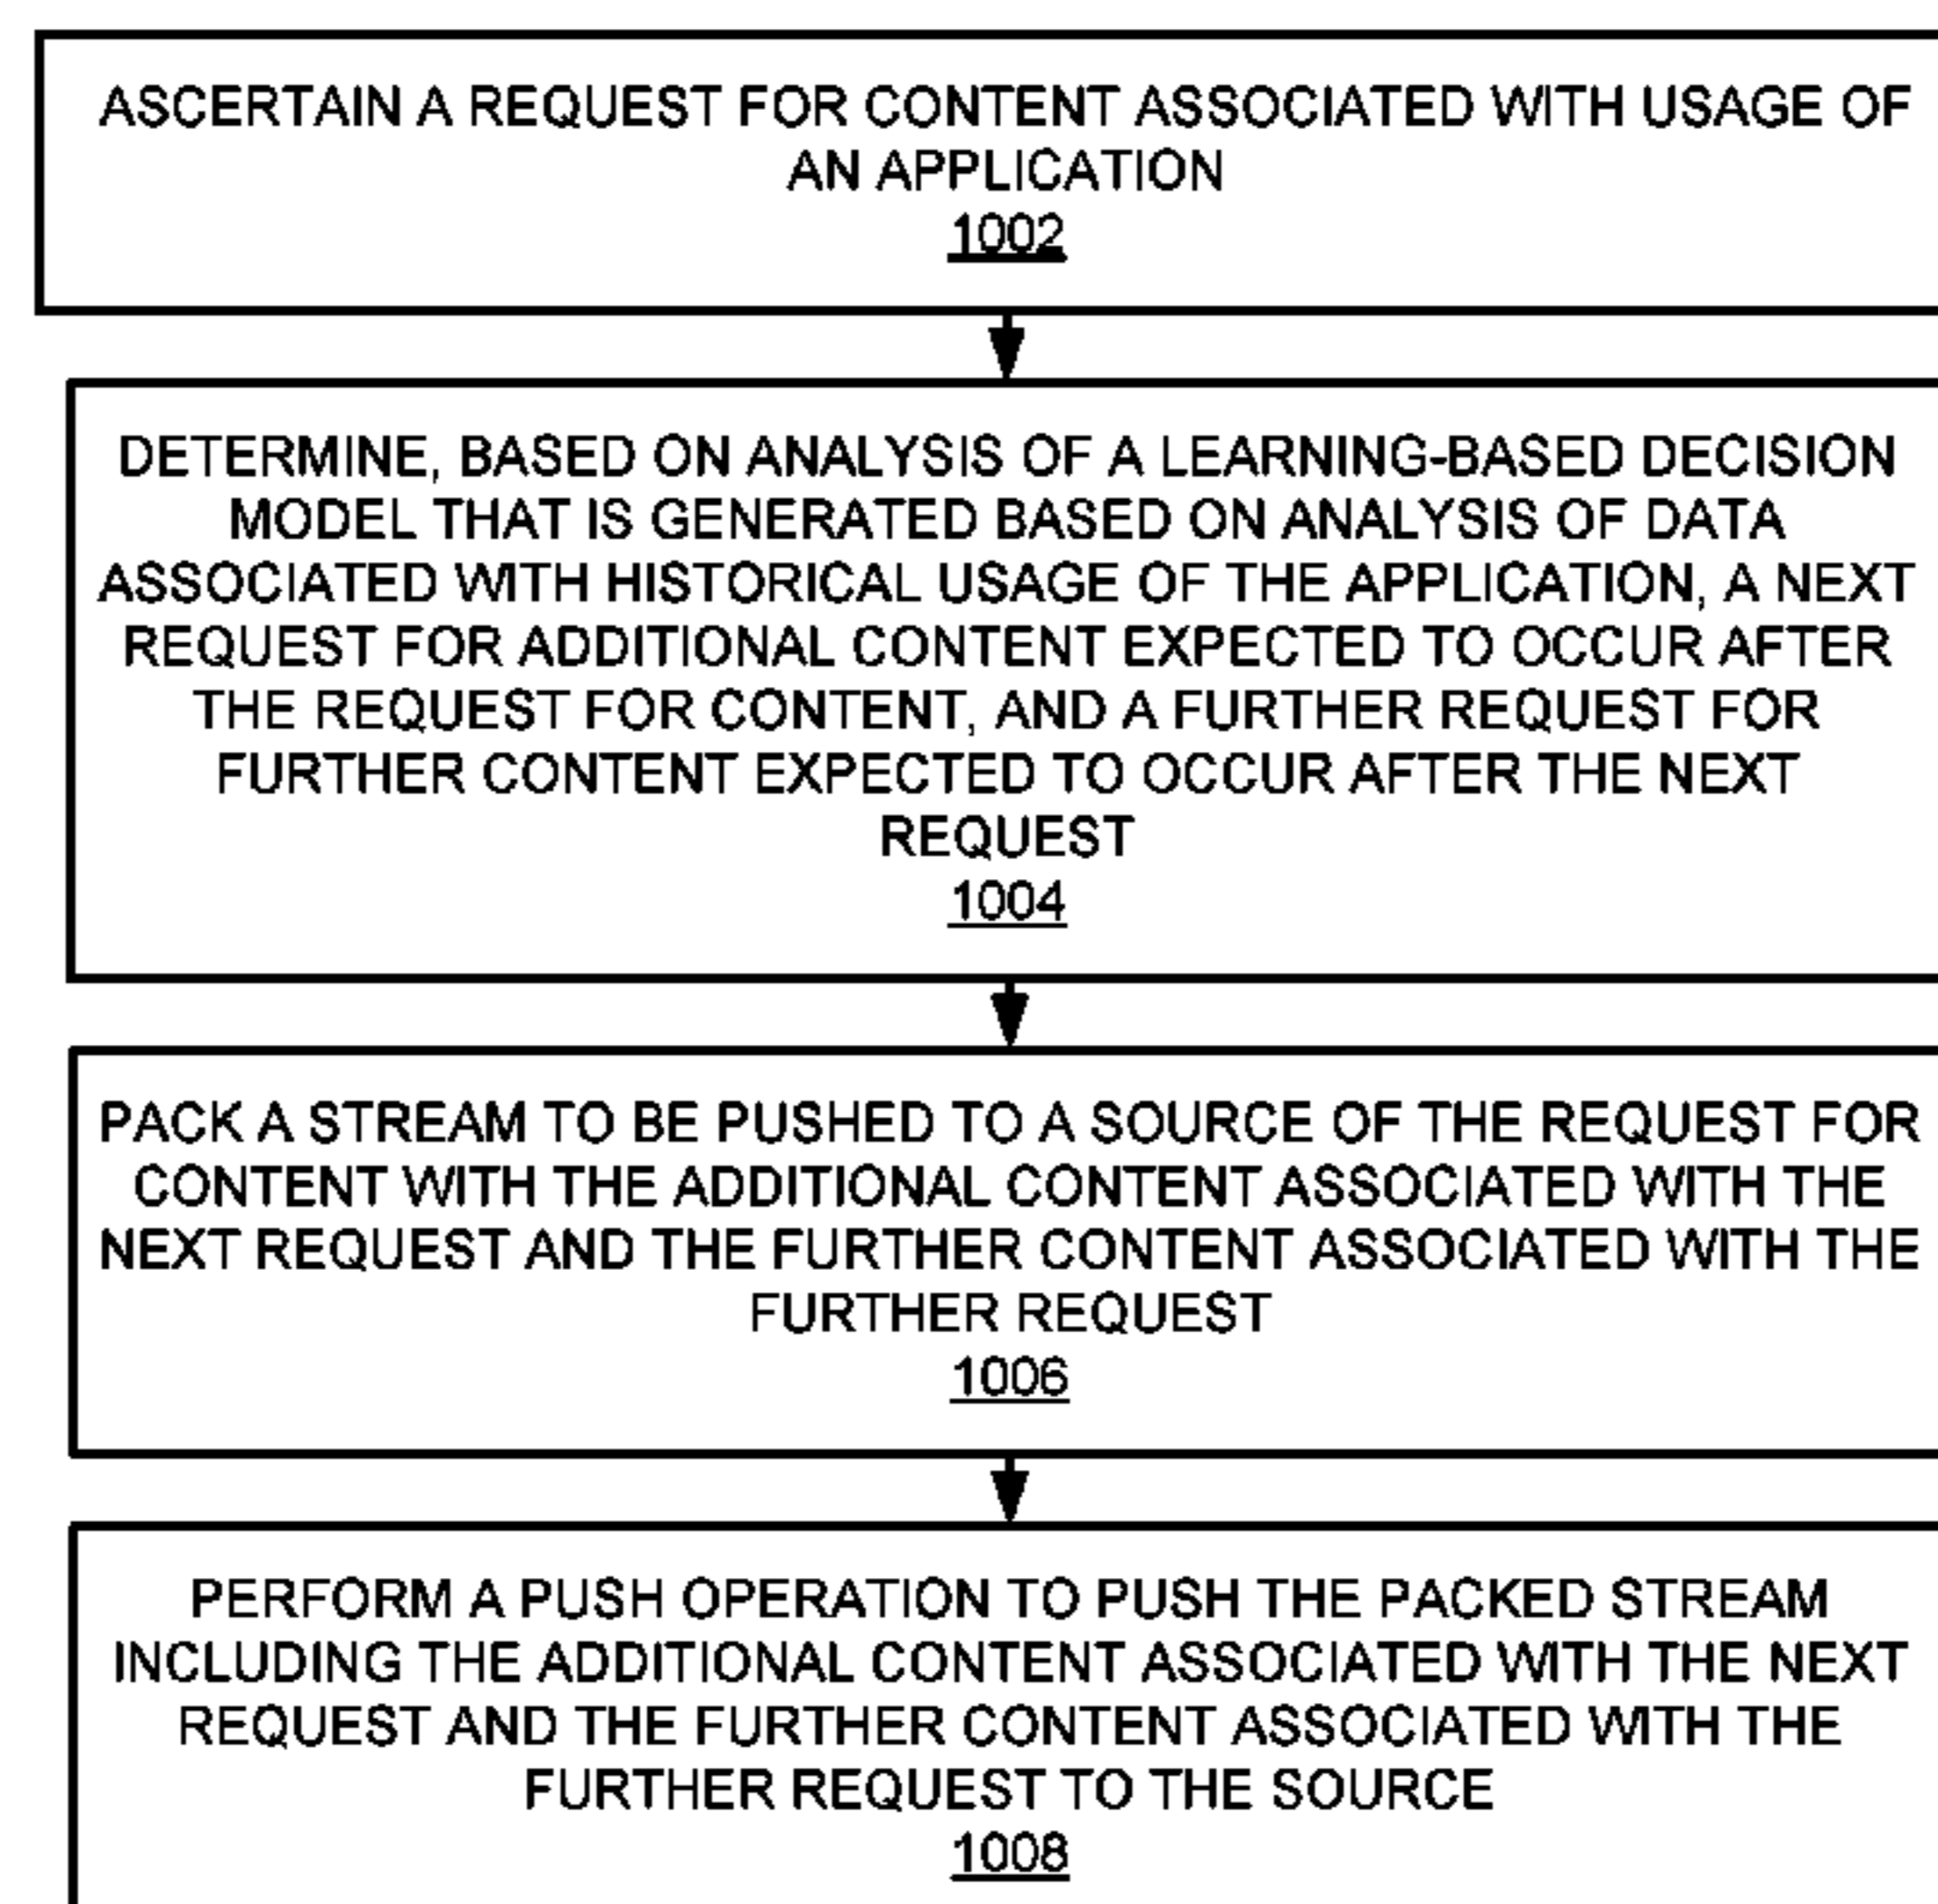 ASCERTAIN A REQUEST FOR CONTENT ASSOCIATED WITH USAGE OF
AN APPLICATION
1002
DETERMINE, BASED ON ANALYSIS OF A LEARNING-BASED DECISION
MODEL THAT IS GENERATED BASED ON ANALYSIS OF DATA
ASSOCIATED WITH HISTORICAL USAGE OF THE APPLICATION, A NEXT
REQUEST FOR ADDITIONAL CONTENT EXPECTED TO OCCUR AFTER
THE REQUEST FOR CONTENT, AND A FURTHER REQUEST FOR
FURTHER CONTENT EXPECTED TO OCCUR AFTER THE NEXT
REQUEST
1004
PACK A STREAM TO BE PUSHED TO A SOURCE OF THE REQUEST FOR
CONTENT WITH THE ADDITIONAL CONTENT ASSOCIATED WITH THE
NEXT REQUEST AND THE FURTHER CONTENT ASSOCIATED WITH THE
FURTHER REQUEST
1006
PERFORM A PUSH OPERATION TO PUSH THE PACKED STREAM
INCLUDING THE ADDITIONAL CONTENT ASSOCIATED WITH THE NEXT
REQUEST AND THE FURTHER CONTENT ASSOCIATED WITH THE
FURTHER REQUEST TO THE SOURCE
1008